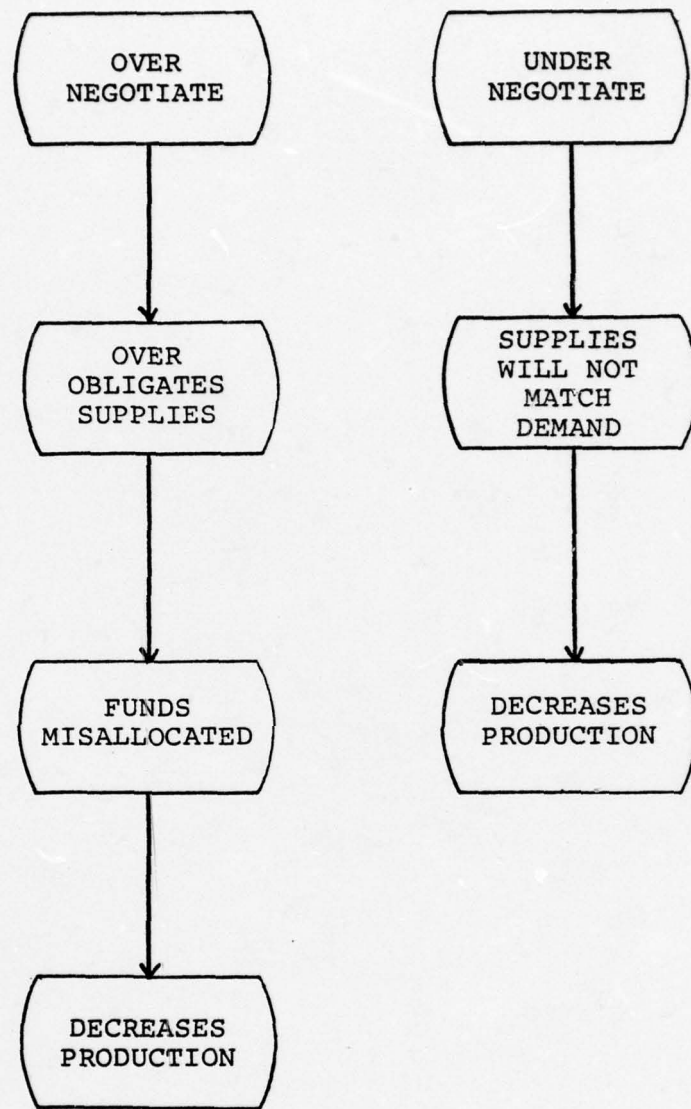 OVER
NEGOTIATE
OVER
OBLIGATES
SUPPLIES
FUNDS
MISALLOCATED
DECREASES
PRODUCTION
UNDER
NEGOTIATE
SUPPLIES
WILL NOT
MATCH
DEMAND
DECREASES
PRODUCTION